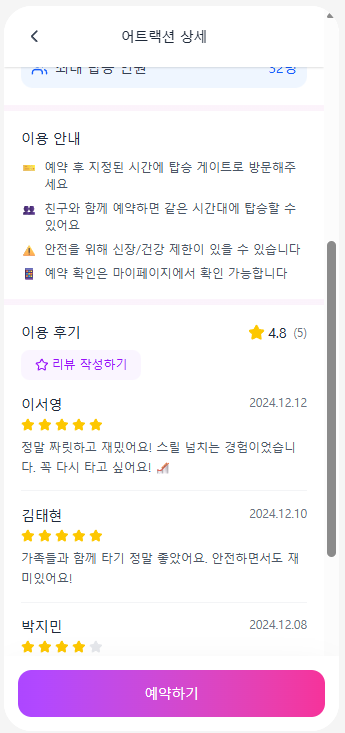 어트랙션 상세
최대 탑승 인원 32명
이용 안내
예약 후 지정된 시간에 탑승 게이트로 방문해주
세요
친구와 함께 예약하면 같은 시간대에 탑승할 수
있어요
안전을 위해 신장/건강 제한이 있을 수 있습니다
예약 확인은 마이페이지에서 확인 가능합니다
이용 후기 4.8 (5)
리뷰 작성하기
이서영 2024.12.12
정말 짜릿하고 재밌어요! 스릴 넘치는 경험이었습니
다. 꼭 다시 타고 싶어요!
김태현 2024.12.10
가족들과 함께 타기 정말 좋았어요. 안전하면서도 재
미있어요!
박지민 2024.12.08
예약하기